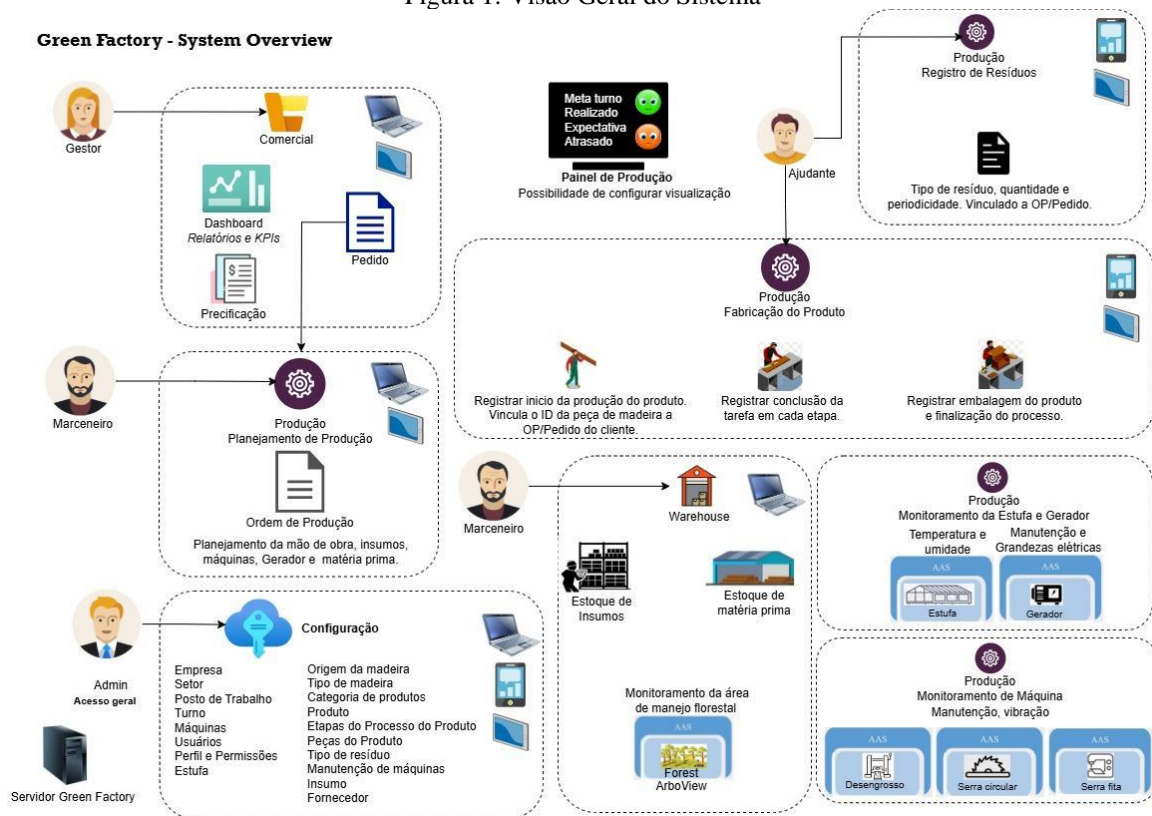 Figura 1: Visão Geral do Sistema
Green Factory - System Overview
Gestor
Comercial
Dashboard
Relatórios e KPIs
Pedido
Precificação
Meta turno
Realizado
Expectativa
Atrasado
Painel de Produção
Possibilidade de configurar visualização
Ajudante
Produção
Registro de Resíduos
Tipo de resíduo, quantidade e
periodicidade. Vinculado a OP/Pedido.
Produção
Fabricação do Produto
Registrar inicio da produção do produto.
Vincula o ID da peça de madeira a
OP/Pedido do cliente.
Registrar conclusão da
tarefa em cada etapa.
Registrar embalagem do produto
e finalização do processo.
Marceneiro
Produção
Planejamento de Produção
Ordem de Produção
Planejamento da mão de obra, insumos,
máquinas, Gerador e matéria prima.
Marceneiro
Warehouse
Estoque de
Insumos
Estoque de
matéria prima
Monitoramento da área
de manejo florestal
AAS
Forest
ArboView
Produção
Monitoramento da Estufa e Gerador
Temperatura e
umidade
Manutenção e
Grandezas elétricas
AAS
Estufa
AAS
Gerador
Produção
Monitoramento de Máquina
Manutenção, vibração
AAS
Desengrosso
AAS
Serra circular
AAS
Serra fita
Admin
Acesso geral
Servidor Green Factory
Configuração
Empresa
Setor
Posto de Trabalho
Turno
Máquinas
Usuários
Perfil e Permissões
Estufa
Origem da madeira
Tipo de madeira
Categoria de produtos
Produto
Etapas do Processo do Produto
Peças do Produto
Tipo de resíduo
Manutenção de máquinas
Insumo
Fornecedor